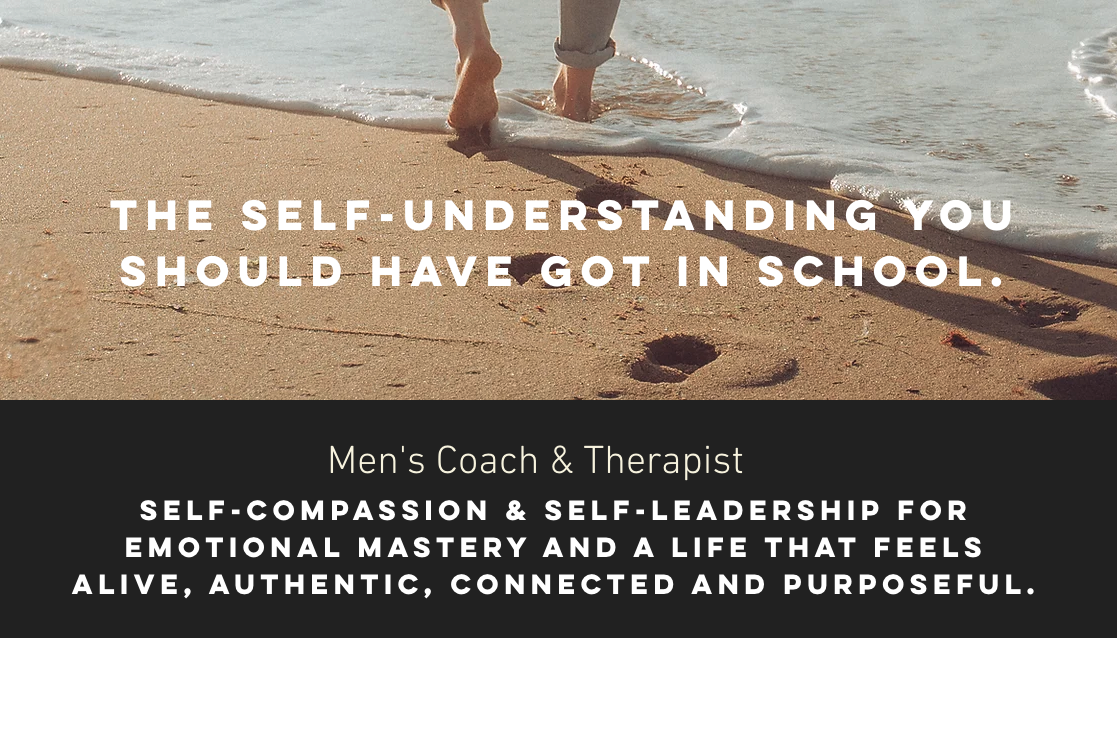 THE SELF-UNDERSTANDING YOU
SHOULD HAVE GOT IN SCHOOL.
Men's Coach & Therapist
SELF-COMPASSION & SELF-LEADERSHIP FOR
EMOTIONAL MASTERY AND A LIFE THAT FEELS
ALIVE, AUTHENTIC, CONNECTED AND PURPOSEFUL.